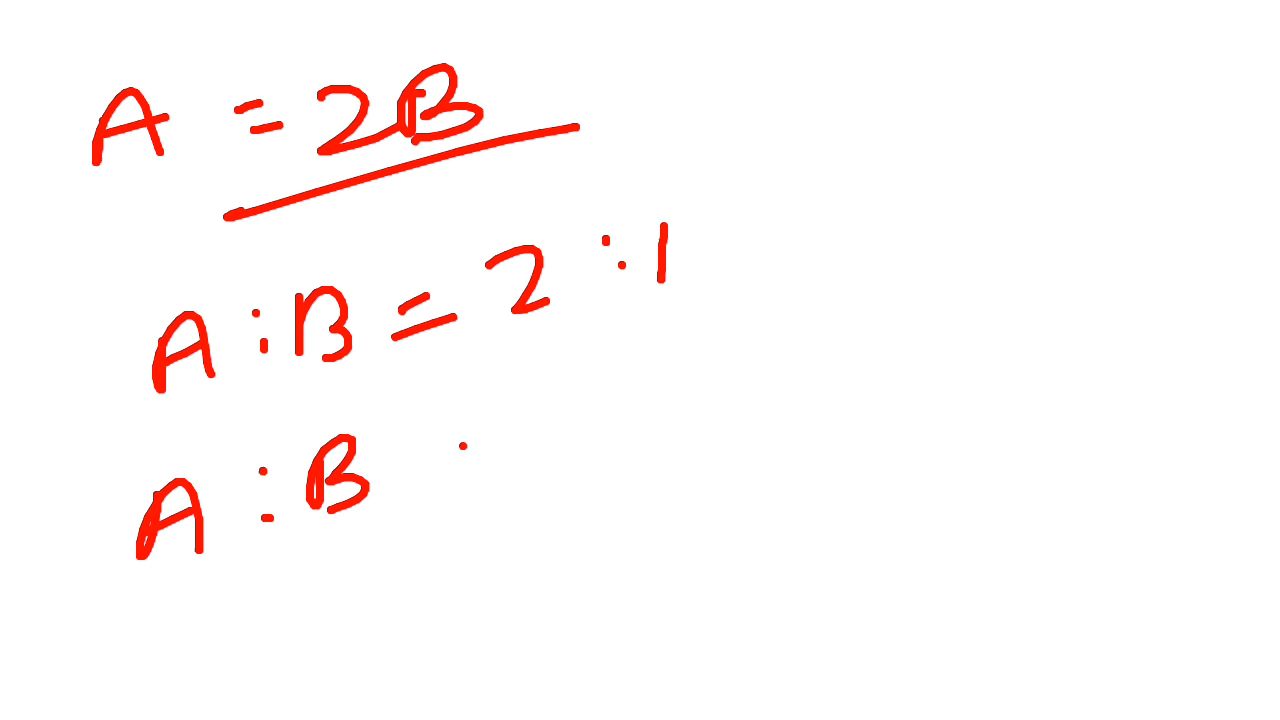 A = 2B
A : B = 2 : 1
A : B